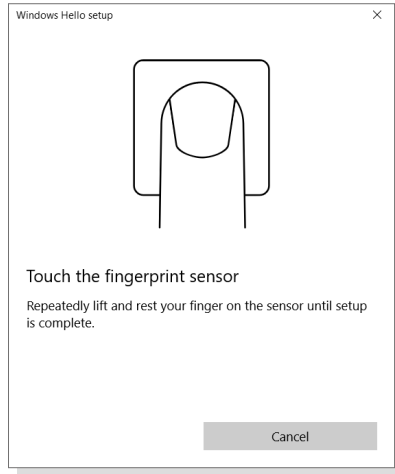 Windows Hello setup
Touch the fingerprint sensor
Repeatedly lift and rest your finger on the sensor until setup
is complete.
Cancel